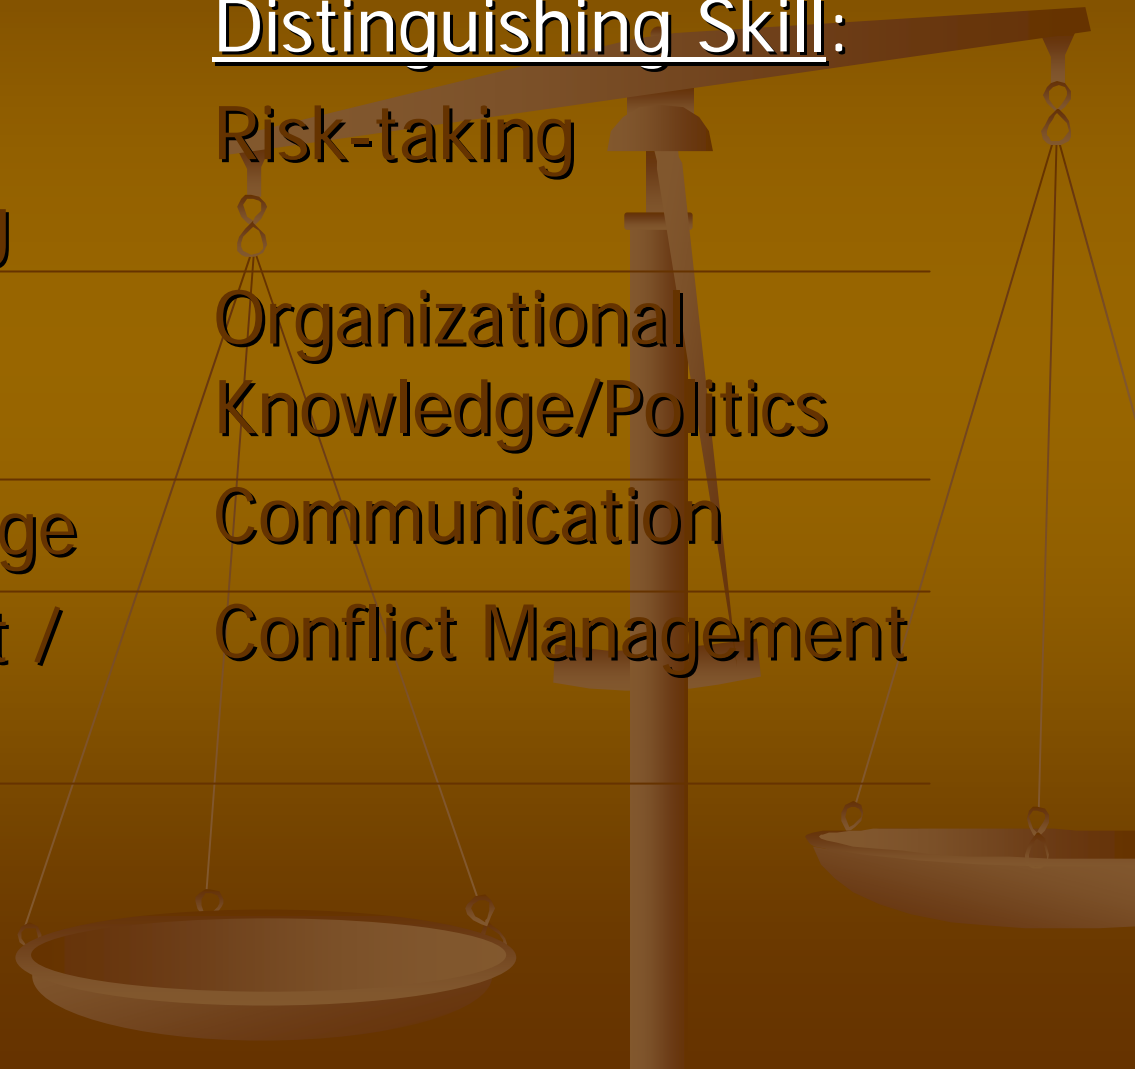 Distinguishing Skill:
Risk-taking
Organizational
Knowledge/Politics
Communication
Conflict Management